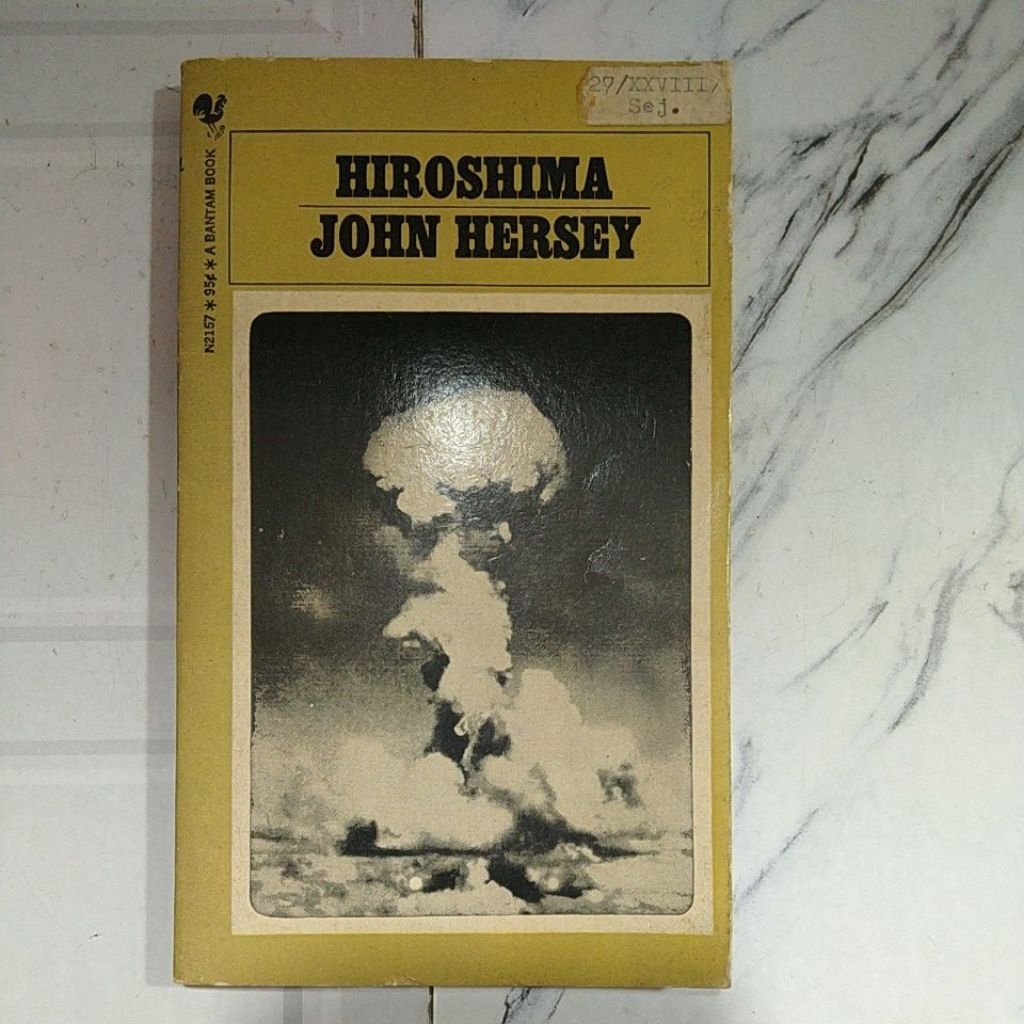 27/XXVIII/
Sej.
HIROSHIMA
JOHN HERSEY
N2157 * 95¢ * A BANTAM BOOK